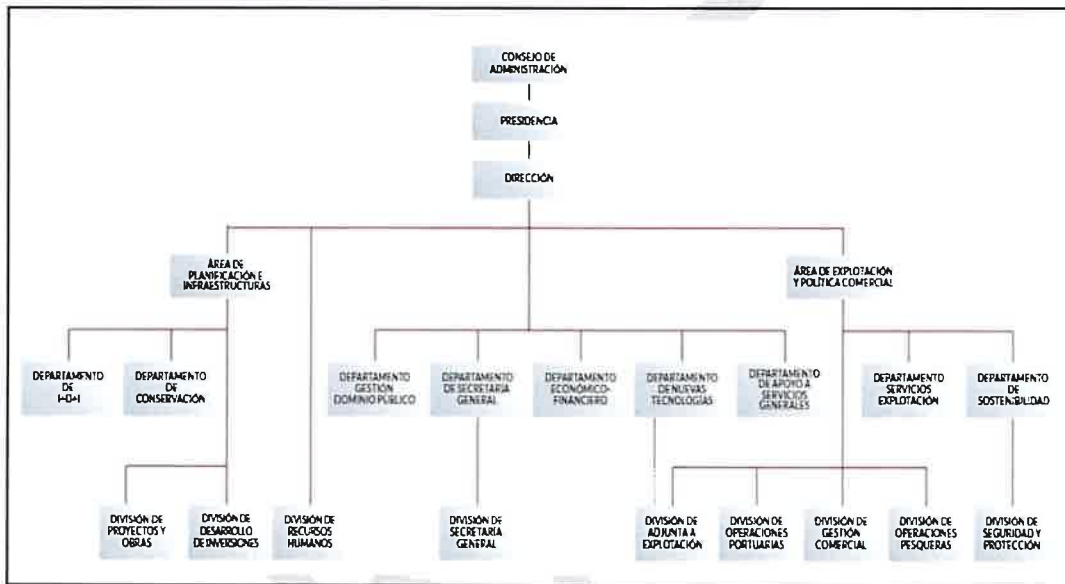 CONSEJO DE
ADMINISTRACIÓN
PRESIDENCIA
DIRECCIÓN
ÁREA DE
PLANIFICACIÓN E
INFRAESTRUCTURAS
ÁREA DE EXPLOTACIÓN
Y POLÍTICA COMERCIAL
DEPARTAMENTO
DE
I+D+I
DEPARTAMENTO
DE
CONSERVACIÓN
DEPARTAMENTO
GESTIÓN
DOMINIO PÚBLICO
DEPARTAMENTO
DE SECRETARIA
GENERAL
DEPARTAMENTO
ECONÓMICO-
FINANCIERO
DEPARTAMENTO
DE NUEVAS
TECNOLOGÍAS
DEPARTAMENTO
DE APOYO A
SERVICIOS
GENERALES
DEPARTAMENTO
SERVICIOS
EXPLOTACIÓN
DEPARTAMENTO
DE
SOSTENIBILIDAD
DIVISIÓN DE
PROYECTOS Y
OBRAS
DIVISIÓN DE
DESARROLLO
DE INVERSIONES
DIVISIÓN DE
RECURSOS
HUMANOS
DIVISIÓN DE
SECRETARIA
GENERAL
DIVISIÓN DE
ADJUNTA A
EXPLOTACIÓN
DIVISIÓN DE
OPERACIONES
PORTUARIAS
DIVISIÓN DE
GESTIÓN
COMERCIAL
DIVISIÓN DE
OPERACIONES
PESQUERAS
DIVISIÓN DE
SEGURIDAD Y
PROTECCIÓN